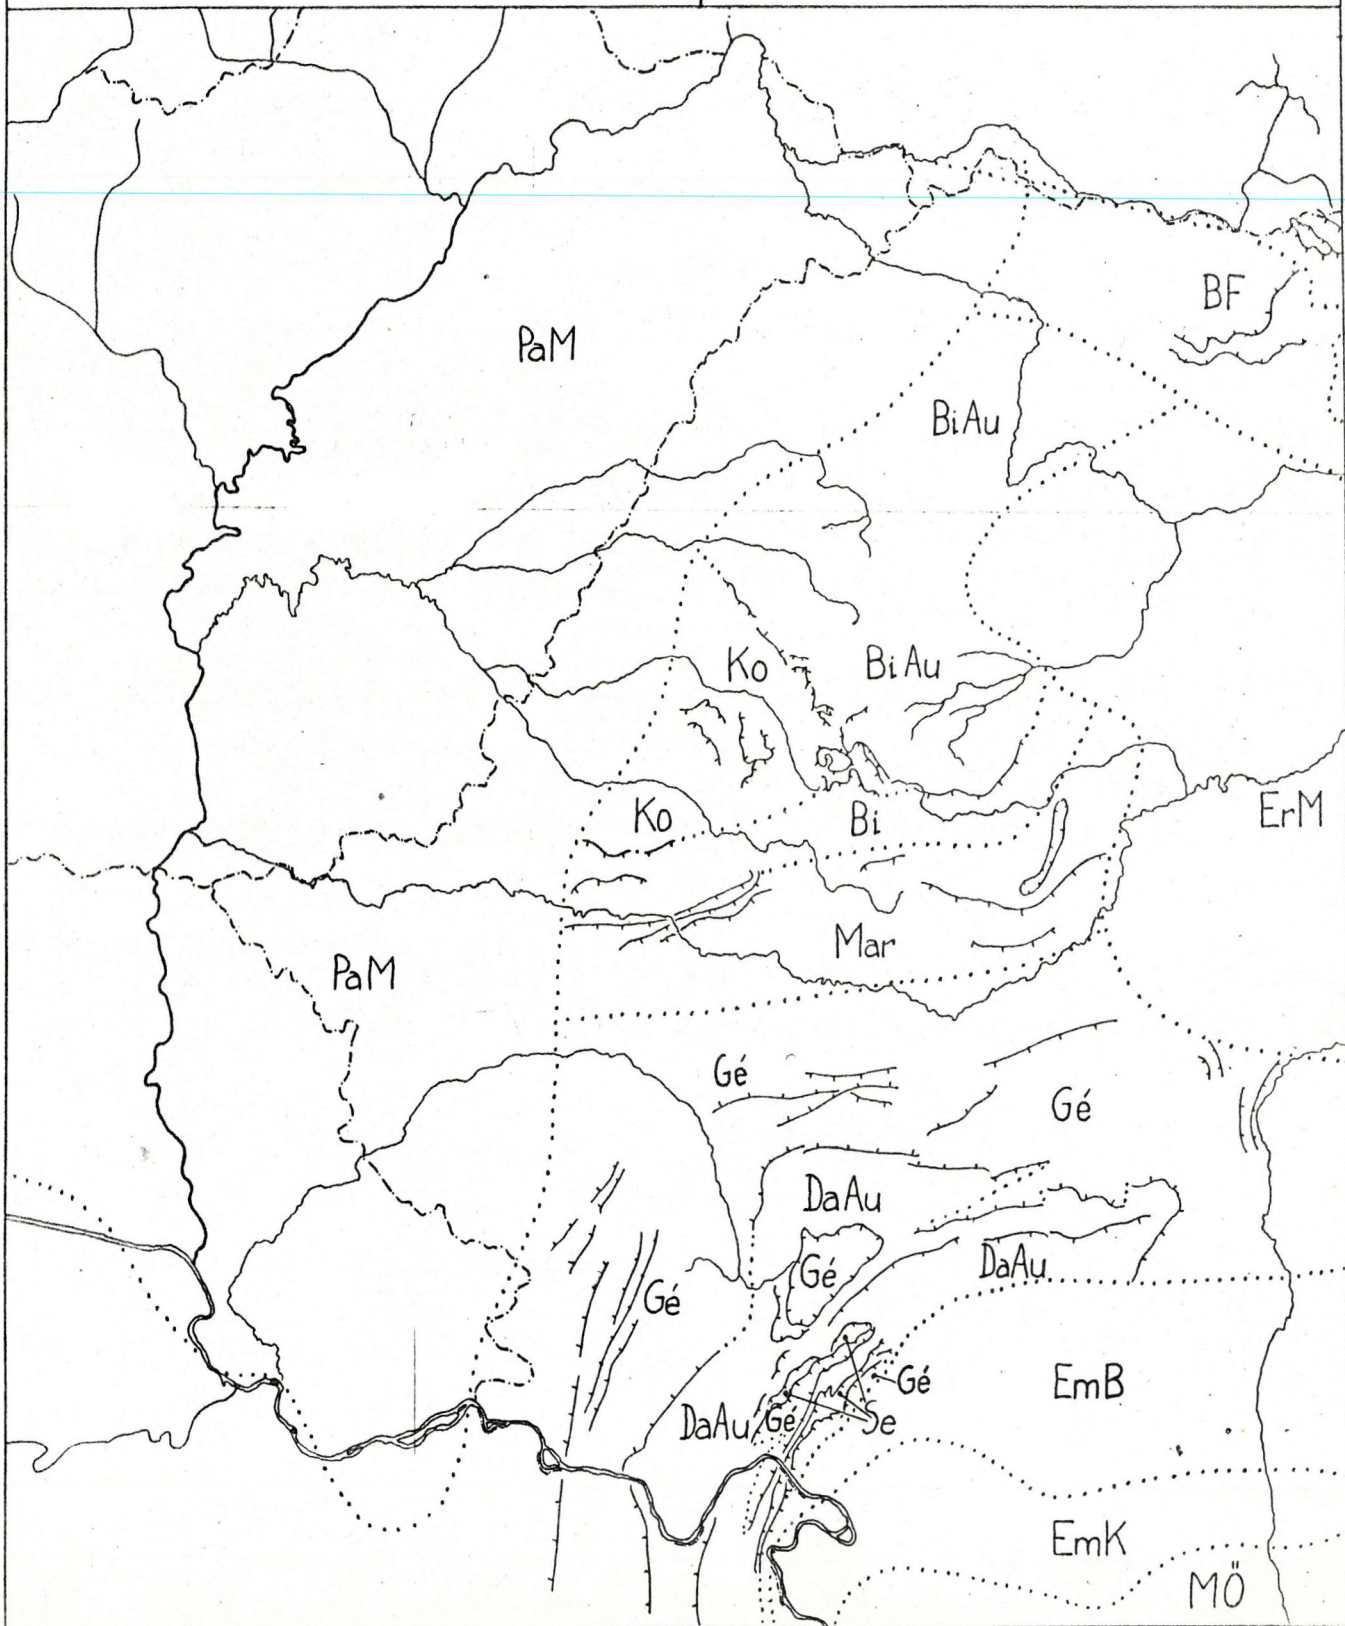 BF
PaM
BiAu
Ko
BiAu
Ko
Bi
ErM
Mar
PaM
Gé
Gé
DaAu
DaAu
Gé
Gé
EmB
Gé
DaAu
Gé
Se
EmK
MÖ